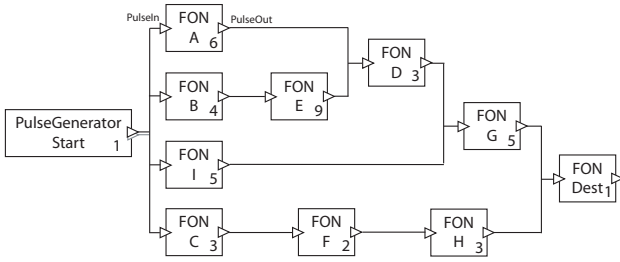 PulseIn
FON
A
6
PulseOut
FON
D
3
FON
B
4
FON
E
9
PulseGenerator
Start
1
FON
G
5
FON
I
5
FON
Dest
1
FON
C
3
FON
F
2
FON
H
3